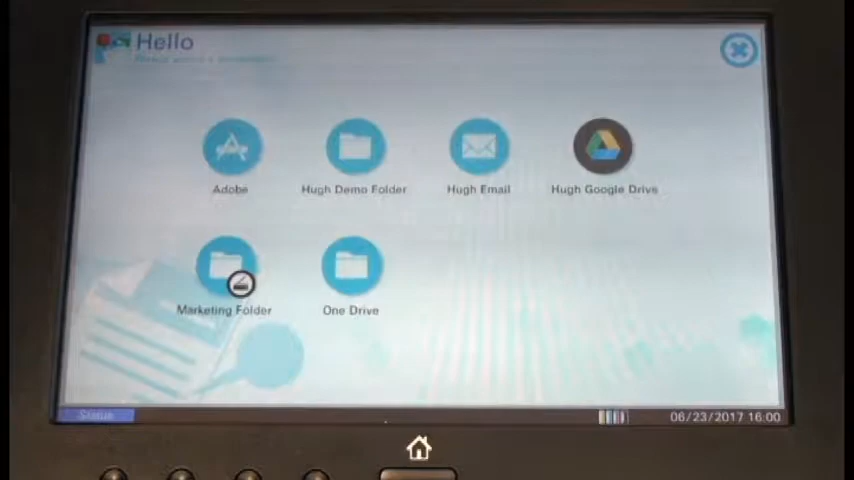 Hello
Adobe
Hugh Demo Folder
Hugh Email
Hugh Google Drive
Marketing Folder
One Drive
Status
06/23/2017 16:00